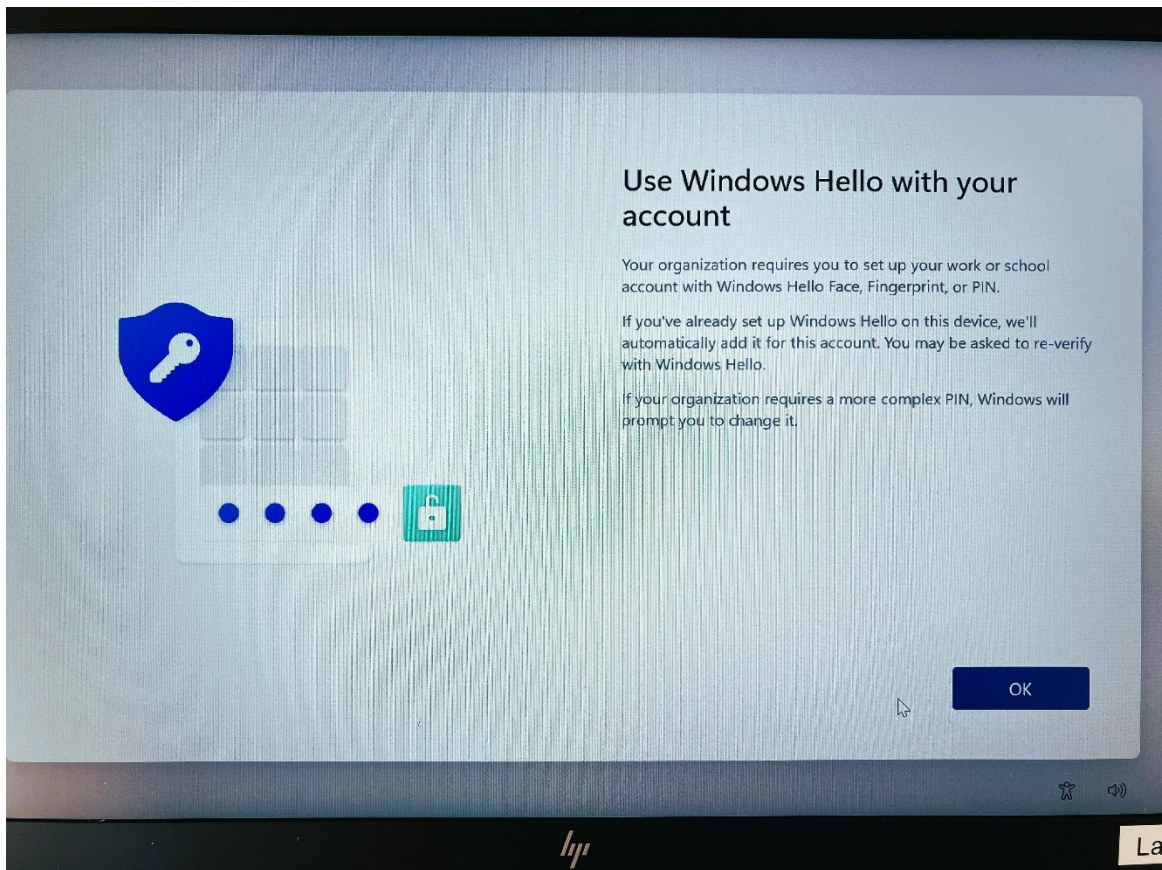 Use Windows Hello with your
account
Your organization requires you to set up your work or school
account with Windows Hello Face, Fingerprint, or PIN.
If you've already set up Windows Hello on this device, we'll
automatically add it for this account. You may be asked to re-verify
with Windows Hello.
If your organization requires a more complex PIN, Windows will
prompt you to change it.
OK
hp
La